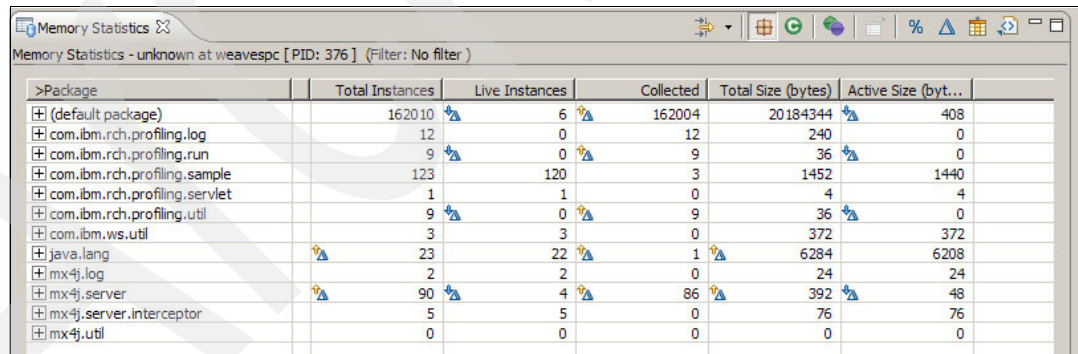 Memory Statistics
Memory Statistics - unknown at weavespc [ PID: 376 ] (Filter: No filter )
>Package Total Instances Live Instances Collected Total Size (bytes) Active Size (byt...
(default package) 162010 6 162004 20184344 408
com.ibm.rch.profiling.log 12 0 12 240 0
com.ibm.rch.profiling.run 9 0 9 36 0
com.ibm.rch.profiling.sample 123 120 3 1452 1440
com.ibm.rch.profiling.servlet 1 1 0 4 4
com.ibm.rch.profiling.util 9 0 9 36 0
com.ibm.ws.util 3 3 0 372 372
java.lang 23 22 1 6284 6208
mx4j.log 2 2 0 24 24
mx4j.server 90 4 86 392 48
mx4j.server.interceptor 5 5 0 76 76
mx4j.util 0 0 0 0 0